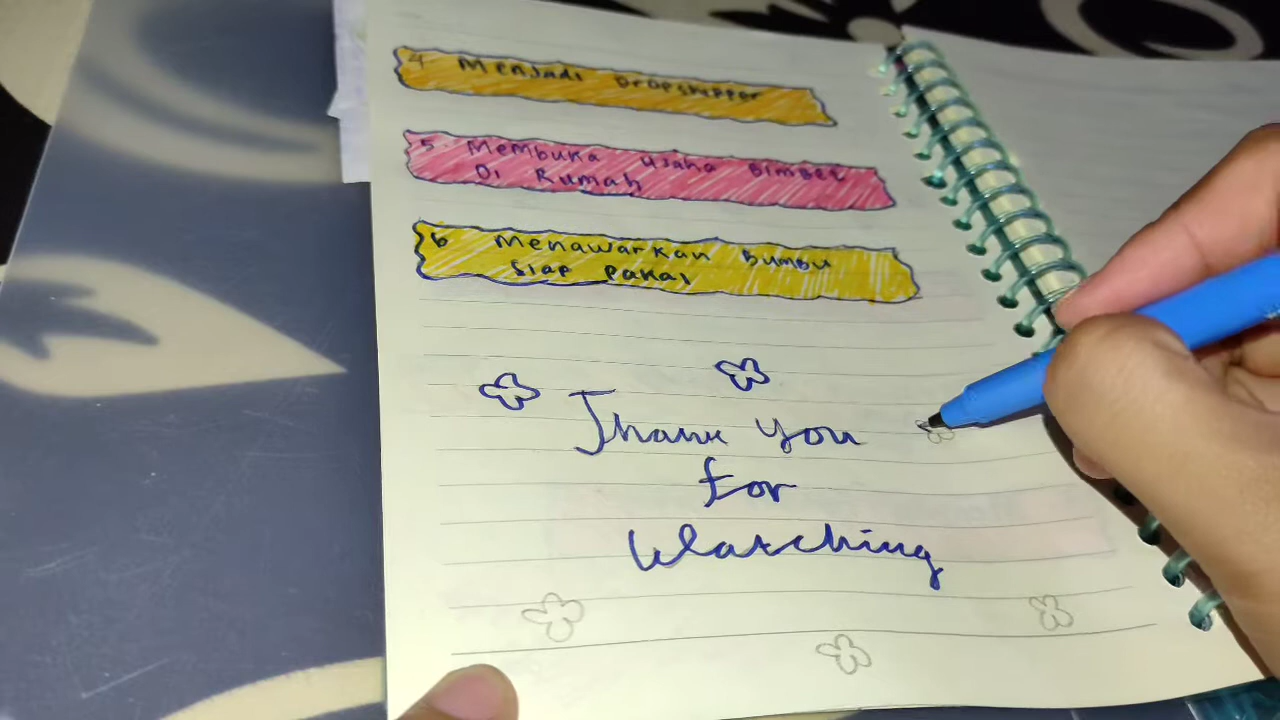 4 Menjadi Dropshipper
5. Membuka usaha Bimbel
Di Rumah
6 Menawarkan Bumbu
Siap Pakai
Thank you
for
Watching